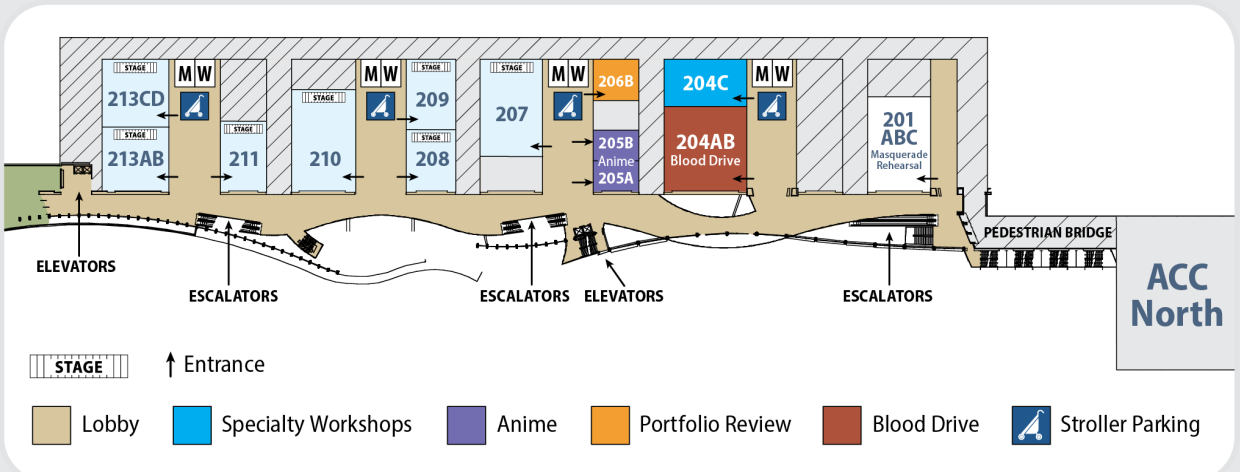 STAGE
213CD
STAGE
213AB
M W
STAGE
211
STAGE
210
M W
STAGE
209
STAGE
208
STAGE
207
M W
206B
205B
Anime
205A
204C
204AB
Blood Drive
M W
201
ABC
Masquerade
Rehearsal
PEDESTRIAN BRIDGE
ACC
North
ELEVATORS
ESCALATORS
ESCALATORS
ELEVATORS
ESCALATORS
STAGE
Entrance
Lobby
Specialty Workshops
Anime
Portfolio Review
Blood Drive
Stroller Parking